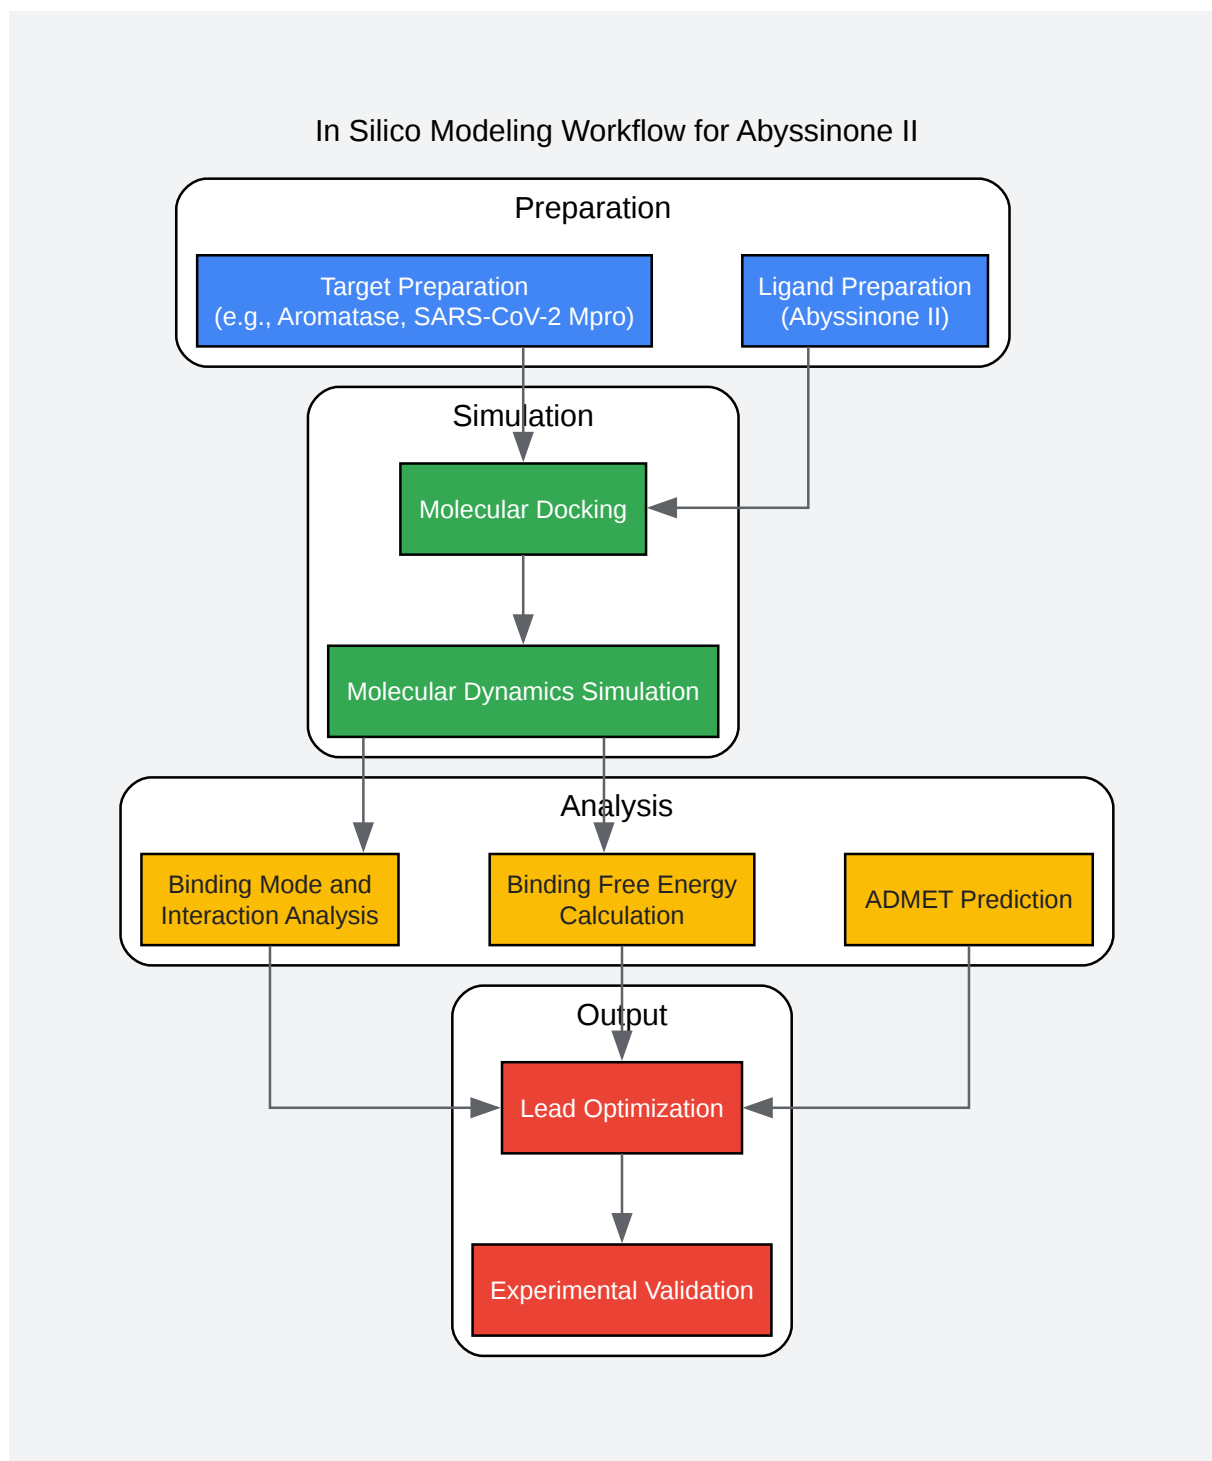 In Silico Modeling Workflow for Abyssinone II
Preparation
Target Preparation
(e.g., Aromatase, SARS-CoV-2 Mpro)
Ligand Preparation
(Abyssinone II)
Simulation
Molecular Docking
Molecular Dynamics Simulation
Analysis
Binding Mode and
Interaction Analysis
Binding Free Energy
Calculation
ADMET Prediction
Output
Lead Optimization
Experimental Validation